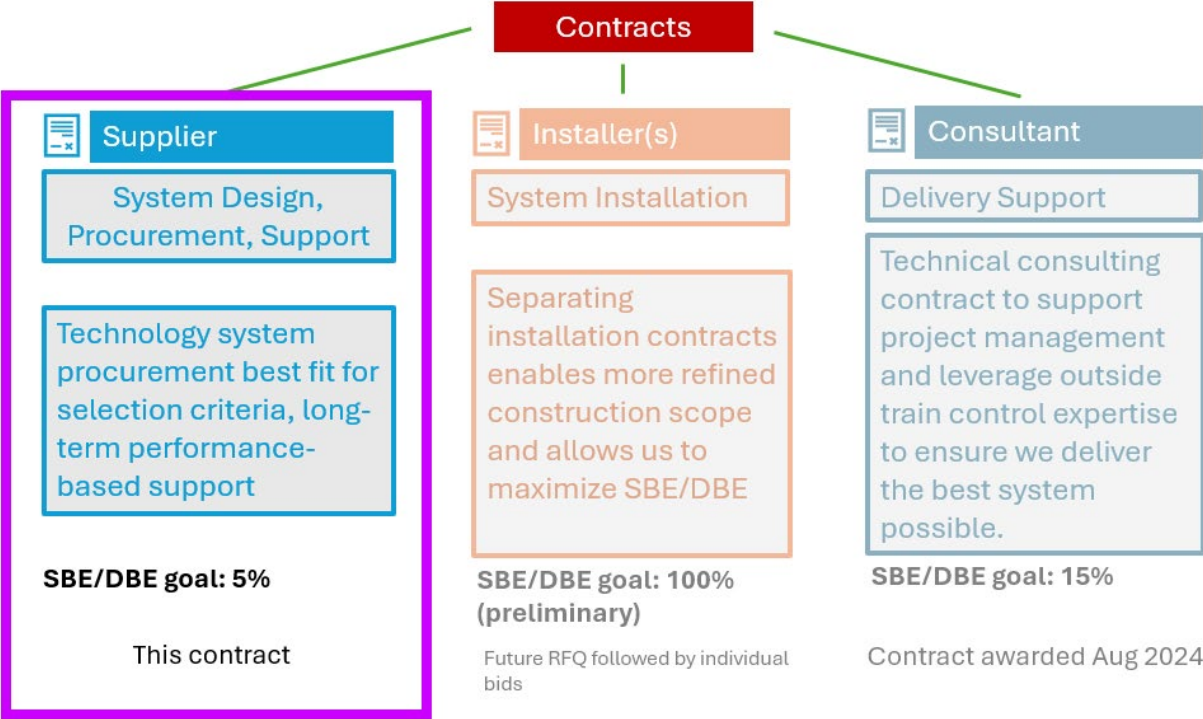 Contracts
Supplier
System Design,
Procurement, Support
Technology system
procurement best fit for
selection criteria, long-
term performance-
based support
SBE/DBE goal: 5%
This contract
Installer(s)
System Installation
Separating
installation contracts
enables more refined
construction scope
and allows us to
maximize SBE/DBE
SBE/DBE goal: 100%
(preliminary)
Future RFQ followed by individual
bids
Consultant
Delivery Support
Technical consulting
contract to support
project management
and leverage outside
train control expertise
to ensure we deliver
the best system
possible.
SBE/DBE goal: 15%
Contract awarded Aug 2024